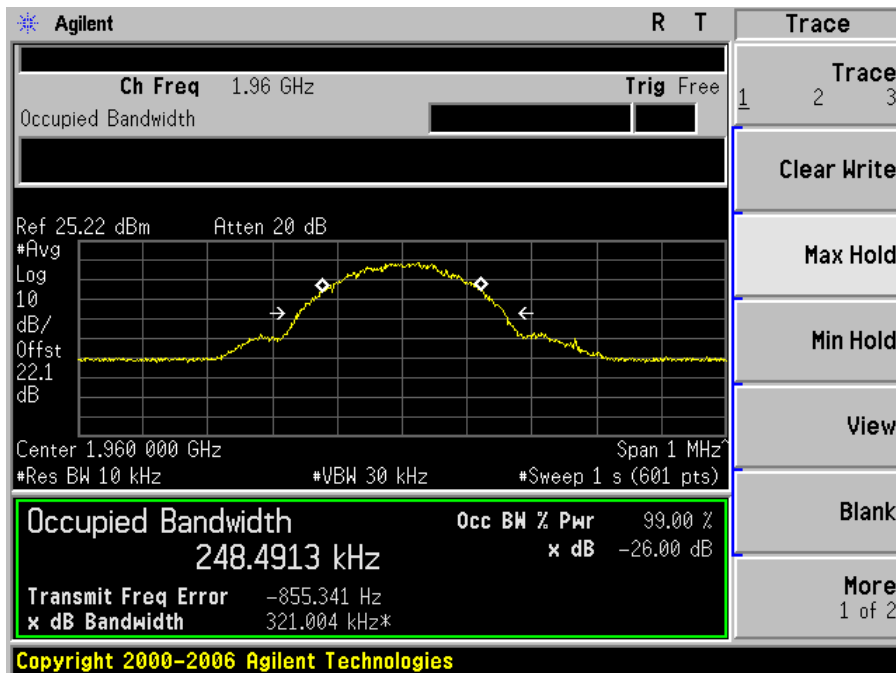 Agilent R T
Ch Freq 1.96 GHz Trig Free
Occupied Bandwidth
Ref 25.22 dBm Atten 20 dB
#Avg
Log
10
dB/
Offst
22.1
dB
Center 1.960 000 GHz Span 1 MHz^
#Res BW 10 kHz #VBW 30 kHz #Sweep 1 s (601 pts)
Occupied Bandwidth
248.4913 kHz
Occ BW % Pwr 99.00 %
x dB -26.00 dB
Transmit Freq Error -855.341 Hz
x dB Bandwidth 321.004 kHz*
Copyright 2000-2006 Agilent Technologies
Trace
Trace
1 2 3
Clear Write
Max Hold
Min Hold
View
Blank
More
1 of 2